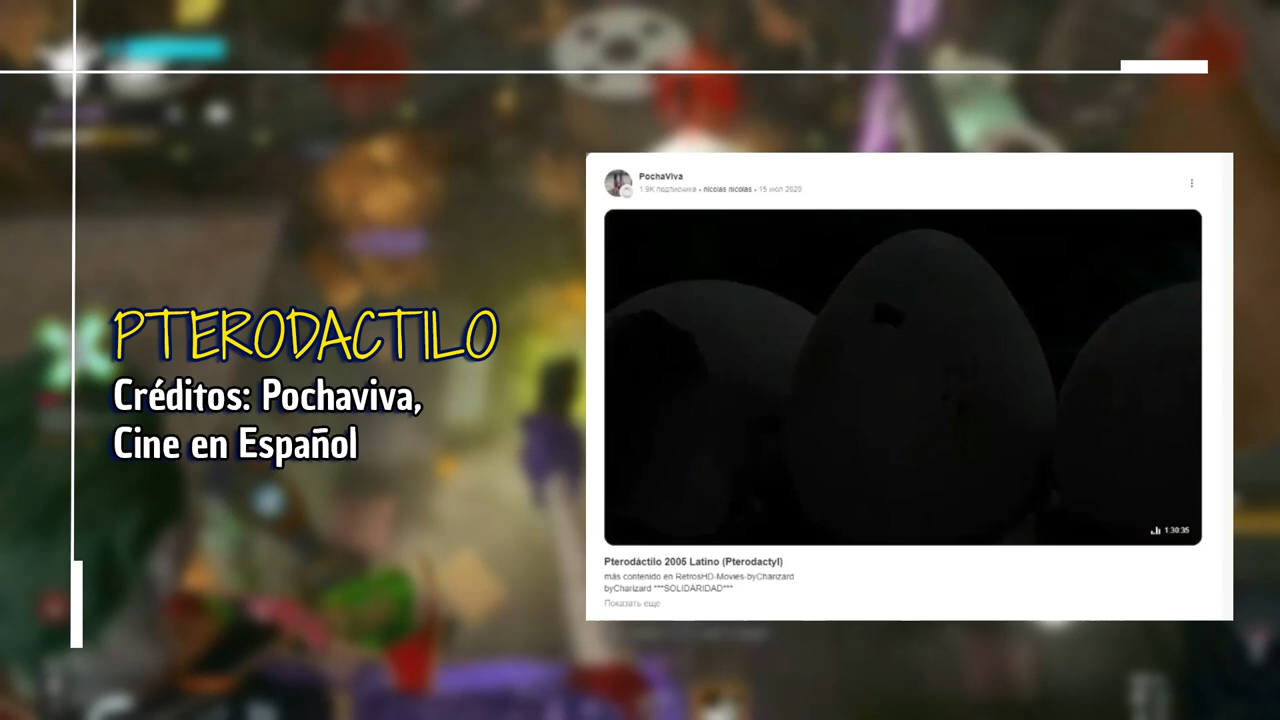 PTERODACTILO
Créditos: Pochaviva,
Cine en Español
PochaViva
1.9K подписчика • nicolas nicolas • 15 июл 2020
1:30:35
Pterodáctilo 2005 Latino (Pterodactyl)
más contenido en RetrosHD-Movies-byCharizard
byCharizard ***SOLIDARIDAD***
Показать еще